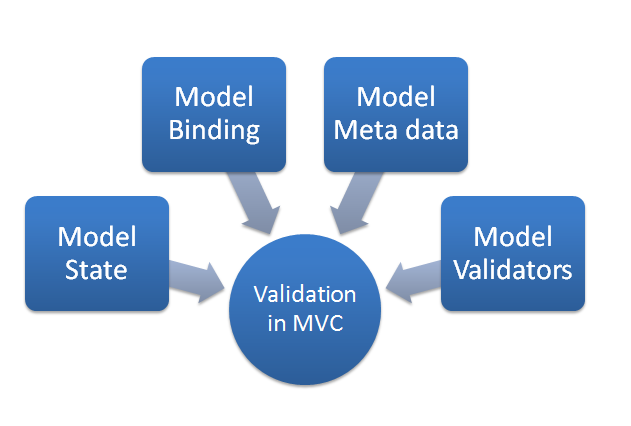 Model
Binding
Model
Meta data
Model
State
Model
Validators
Validation
in MVC